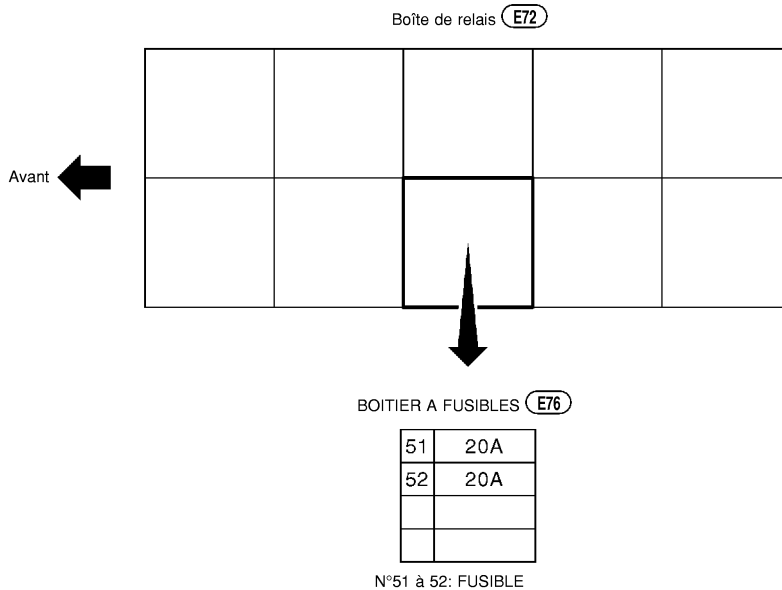 Boîte de relais E72
Avant
BOITIER A FUSIBLES E76
51 20A
52 20A
N°51 à 52: FUSIBLE